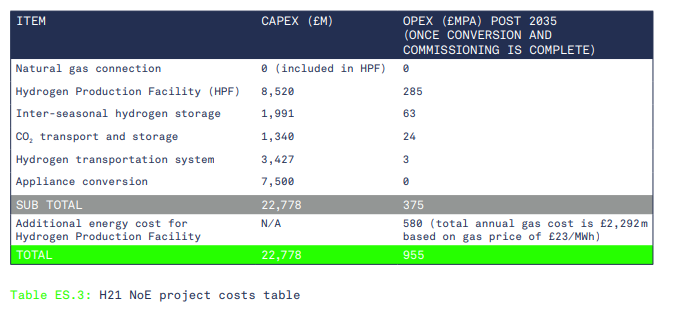 ITEM CAPEX (£M) OPEX (£MPA) POST 2035
(ONCE CONVERSION AND
COMMISSIONING IS COMPLETE)
Natural gas connection 0 (included in HPF) 0
Hydrogen Production Facility (HPF) 8,520 285
Inter-seasonal hydrogen storage 1,991 63
CO₂ transport and storage 1,340 24
Hydrogen transportation system 3,427 3
Appliance conversion 7,500 0
SUB TOTAL 22,778 375
Additional energy cost for N/A 580 (total annual gas cost is £2,292m
Hydrogen Production Facility based on gas price of £23/MWh)
TOTAL 22,778 955
Table ES.3: H21 NoE project costs table